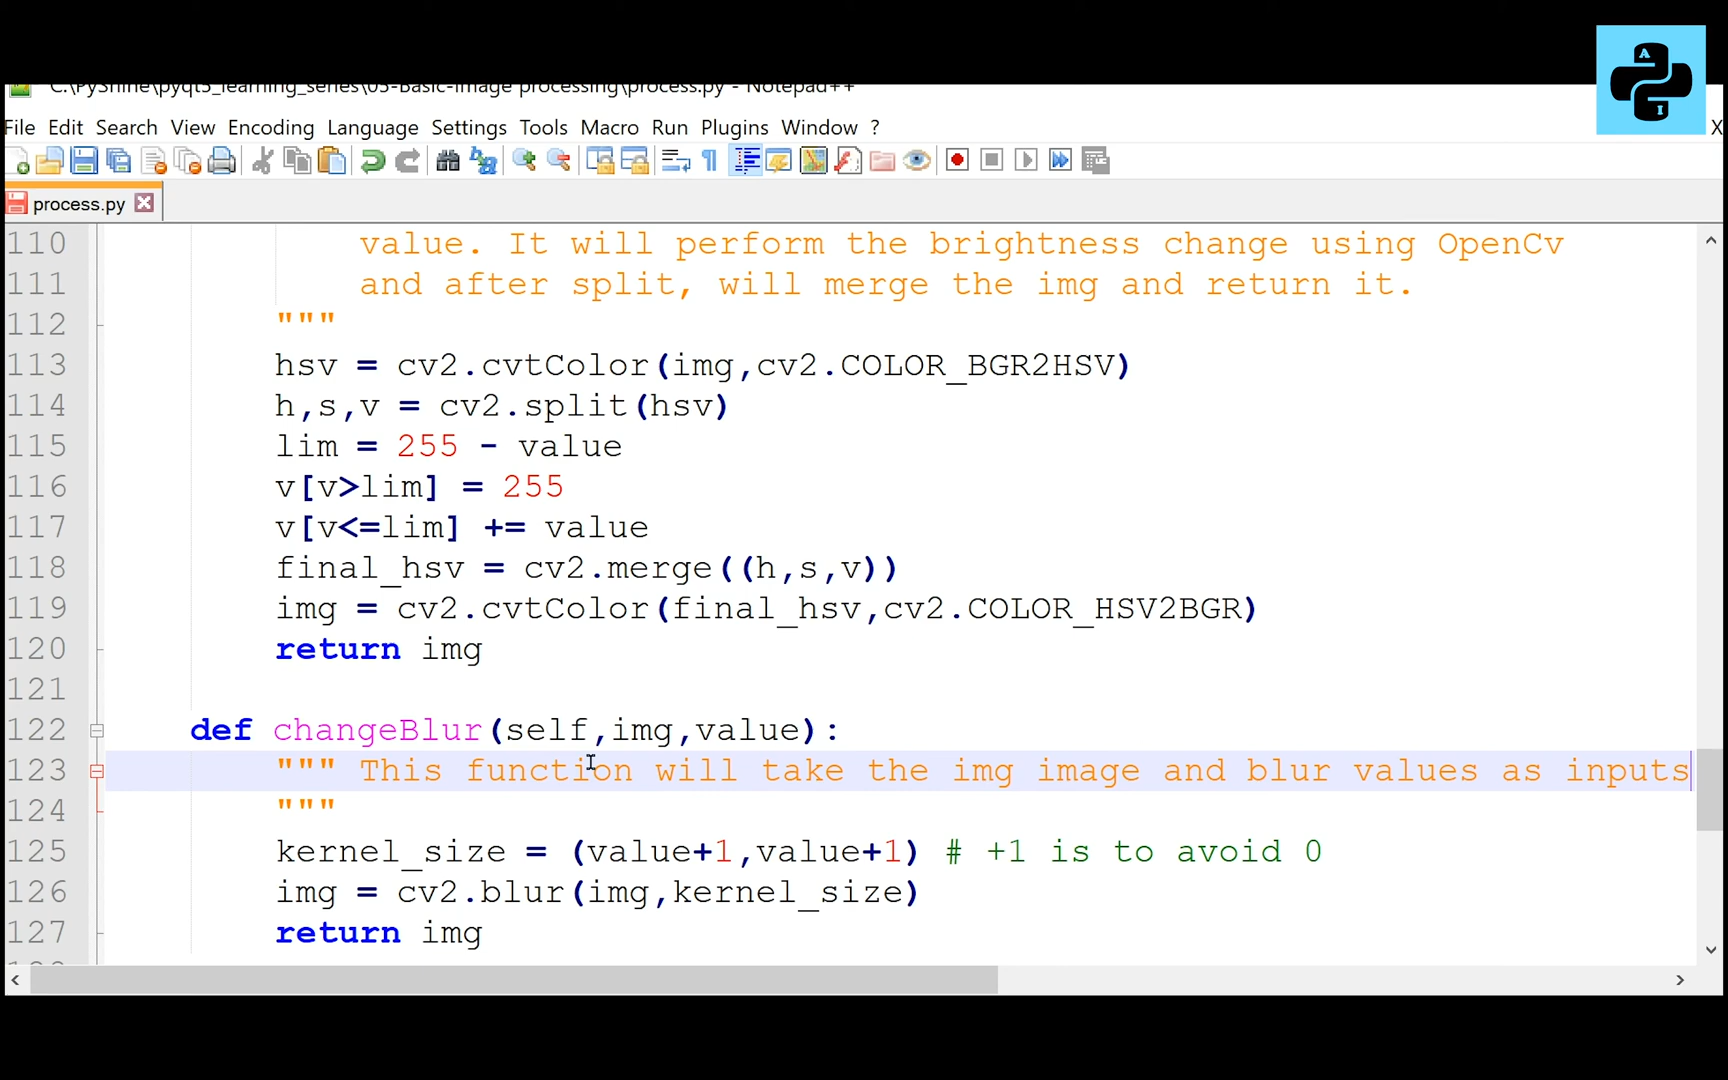 C:\PyShine\pyqt5_learning_series\05-Basic-image processing\process.py - Notepad++
A
I
File Edit Search View Encoding Language Settings Tools Macro Run Plugins Window ? X
process.py
110 value. It will perform the brightness change using OpenCv
111 and after split, will merge the img and return it.
112 """
113 hsv = cv2.cvtColor(img,cv2.COLOR_BGR2HSV)
114 h,s,v = cv2.split(hsv)
115 lim = 255 - value
116 v[v>lim] = 255
117 v[v<=lim] += value
118 final_hsv = cv2.merge((h,s,v))
119 img = cv2.cvtColor(final_hsv,cv2.COLOR_HSV2BGR)
120 return img
121
122 def changeBlur(self,img,value):
123 """ This function will take the img image and blur values as inputs
124 """
125 kernel_size = (value+1,value+1) # +1 is to avoid 0
126 img = cv2.blur(img,kernel_size)
127 return img